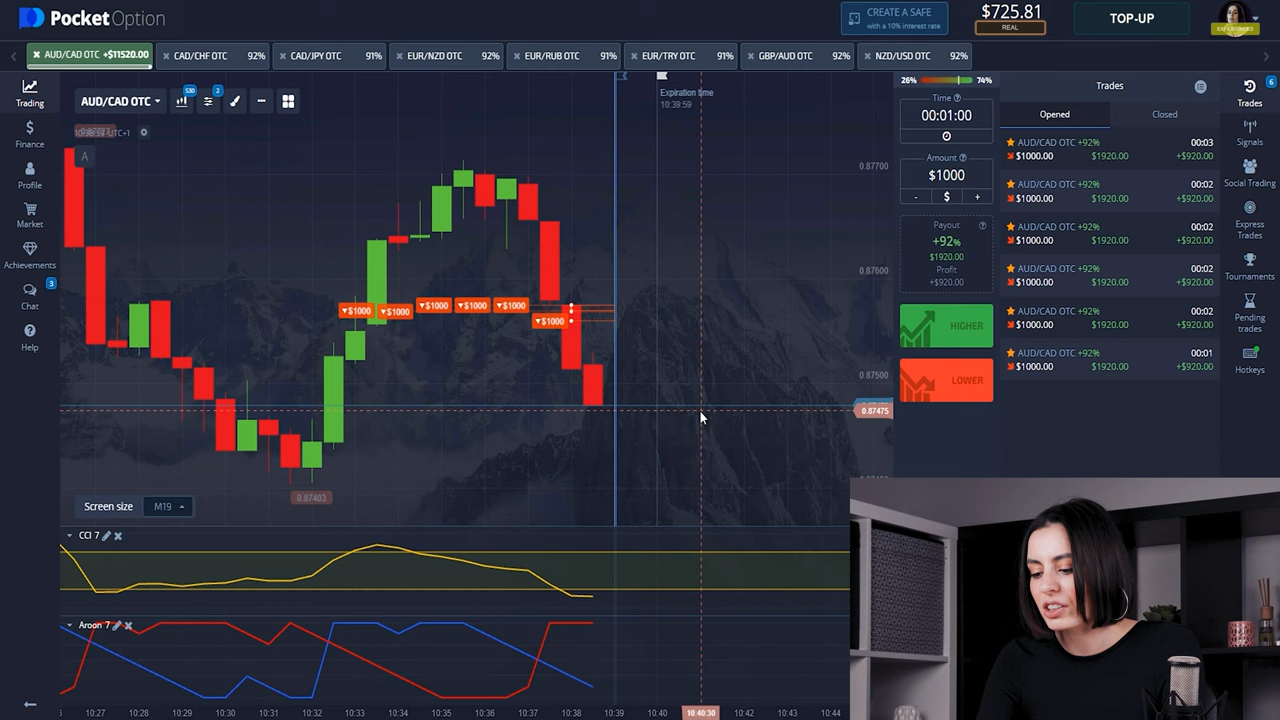 PocketOption
CREATE A SAFE
with a 10% interest rate
$725.81
REAL
TOP-UP
AUD/CAD OTC +$11520.00
CAD/CHF OTC 92%
CAD/JPY OTC 91%
EUR/NZD OTC 92%
EUR/RUB OTC 91%
EUR/TRY OTC 91%
GBP/AUD OTC 92%
NZD/USD OTC 92%
Trading
Finance
Profile
Market
Achievements
3
Chat
Help
AUD/CAD OTC
S30
2
UTC+1
A
Expiration time
10:39:59
0.87700
0.87600
0.87500
0.87475
$1000
$1000
$1000
$1000
$1000
$1000
0.87403
Screen size
M19
CCI 7
Aroon 7
10:27
10:28
10:29
10:30
10:31
10:32
10:33
10:34
10:35
10:36
10:37
10:38
10:39
10:40
10:40:30
10:42
10:43
10:44
26% 74%
Time
00:01:00
Amount
$1000
- $ +
Payout
+92%
$1920.00
Profit
+$920.00
HIGHER
LOWER
Trades
Opened Closed
AUD/CAD OTC +92% 00:03
$1000.00 $1920.00 +$920.00
AUD/CAD OTC +92% 00:02
$1000.00 $1920.00 +$920.00
AUD/CAD OTC +92% 00:02
$1000.00 $1920.00 +$920.00
AUD/CAD OTC +92% 00:02
$1000.00 $1920.00 +$920.00
AUD/CAD OTC +92% 00:02
$1000.00 $1920.00 +$920.00
AUD/CAD OTC +92% 00:01
$1000.00 $1920.00 +$920.00
6
Trades
Signals
Social Trading
Express
Trades
Tournaments
Pending
trades
Hotkeys